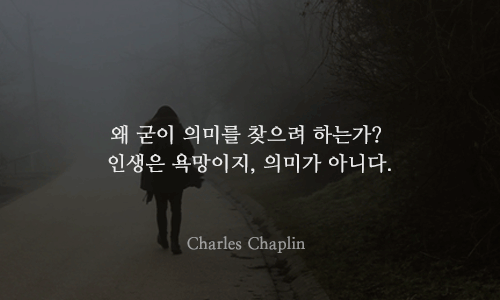 왜 굳이 의미를 찾으려 하는가?
인생은 욕망이지, 의미가 아니다.
Charles Chaplin